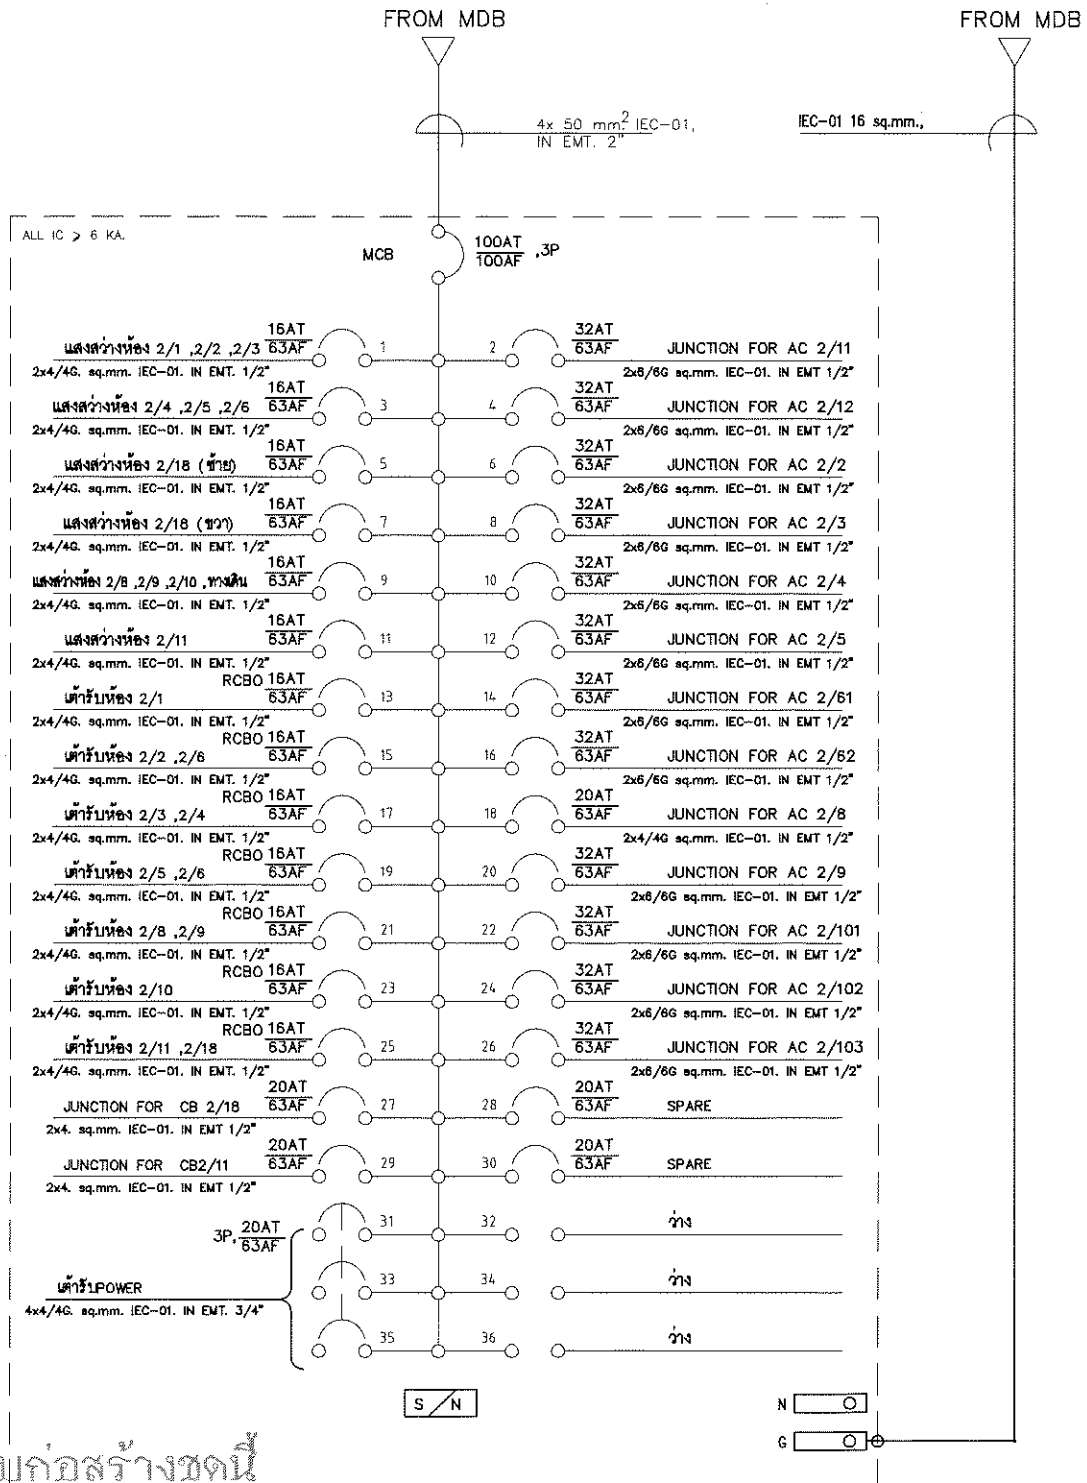 FROM MDB
FROM MDB
4x 50 mm² IEC-01,
IN EMT. 2"
IEC-01 16 sq.mm.,
ALL IC > 6 KA.
MCB
100AT
100AF ,3P
16AT
แสงสว่างห้อง 2/1 ,2/2 ,2/3 63AF 1
2x4/4G. sq.mm. IEC-01. IN EMT. 1/2"
32AT
2 63AF JUNCTION FOR AC 2/11
2x6/6G sq.mm. IEC-01. IN EMT 1/2"
16AT
แสงสว่างห้อง 2/4 ,2/5 ,2/6 63AF 3
2x4/4G. sq.mm. IEC-01. IN EMT. 1/2"
32AT
4 63AF JUNCTION FOR AC 2/12
2x6/6G sq.mm. IEC-01. IN EMT 1/2"
16AT
แสงสว่างห้อง 2/18 (ซ้าย) 63AF 5
2x4/4G. sq.mm. IEC-01. IN EMT. 1/2"
32AT
6 63AF JUNCTION FOR AC 2/2
2x6/6G sq.mm. IEC-01. IN EMT 1/2"
16AT
แสงสว่างห้อง 2/18 (ขวา) 63AF 7
2x4/4G. sq.mm. IEC-01. IN EMT. 1/2"
32AT
8 63AF JUNCTION FOR AC 2/3
2x6/6G sq.mm. IEC-01. IN EMT 1/2"
16AT
แสงสว่างห้อง 2/8 ,2/9 ,2/10 ,ทางเดิน 63AF 9
2x4/4G. sq.mm. IEC-01. IN EMT. 1/2"
32AT
10 63AF JUNCTION FOR AC 2/4
2x6/6G sq.mm. IEC-01. IN EMT 1/2"
16AT
แสงสว่างห้อง 2/11 63AF 11
2x4/4G. sq.mm. IEC-01. IN EMT. 1/2"
32AT
12 63AF JUNCTION FOR AC 2/5
2x6/6G sq.mm. IEC-01. IN EMT 1/2"
RCBO 16AT
เต้ารับห้อง 2/1 63AF 13
2x4/4G. sq.mm. IEC-01. IN EMT. 1/2"
32AT
14 63AF JUNCTION FOR AC 2/61
2x6/6G sq.mm. IEC-01. IN EMT 1/2"
RCBO 16AT
เต้ารับห้อง 2/2 ,2/6 63AF 15
2x4/4G. sq.mm. IEC-01. IN EMT. 1/2"
32AT
16 63AF JUNCTION FOR AC 2/62
2x6/6G sq.mm. IEC-01. IN EMT 1/2"
RCBO 16AT
เต้ารับห้อง 2/3 ,2/4 63AF 17
2x4/4G. sq.mm. IEC-01. IN EMT. 1/2"
20AT
18 63AF JUNCTION FOR AC 2/8
2x4/4G sq.mm. IEC-01. IN EMT 1/2"
RCBO 16AT
เต้ารับห้อง 2/5 ,2/6 63AF 19
2x4/4G. sq.mm. IEC-01. IN EMT. 1/2"
32AT
20 63AF JUNCTION FOR AC 2/9
2x6/6G sq.mm. IEC-01. IN EMT 1/2"
RCBO 16AT
เต้ารับห้อง 2/8 ,2/9 63AF 21
2x4/4G. sq.mm. IEC-01. IN EMT. 1/2"
32AT
22 63AF JUNCTION FOR AC 2/101
2x6/6G sq.mm. IEC-01. IN EMT 1/2"
RCBO 16AT
เต้ารับห้อง 2/10 63AF 23
2x4/4G. sq.mm. IEC-01. IN EMT. 1/2"
32AT
24 63AF JUNCTION FOR AC 2/102
2x6/6G sq.mm. IEC-01. IN EMT 1/2"
RCBO 16AT
เต้ารับห้อง 2/11 ,2/18 63AF 25
2x4/4G. sq.mm. IEC-01. IN EMT. 1/2"
32AT
26 63AF JUNCTION FOR AC 2/103
2x6/6G sq.mm. IEC-01. IN EMT 1/2"
20AT
JUNCTION FOR CB 2/18 63AF 27
2x4. sq.mm. IEC-01. IN EMT 1/2"
20AT
28 63AF SPARE
20AT
JUNCTION FOR CB2/11 63AF 29
2x4. sq.mm. IEC-01. IN EMT 1/2"
20AT
30 63AF SPARE
3P, 20AT
63AF
31 32 ว่าง
เต้ารับPOWER
4x4/4G. sq.mm. IEC-01. IN EMT. 3/4"
33 34 ว่าง
35 36 ว่าง
S/N
N
G
บก่อสร้างชุดนี้